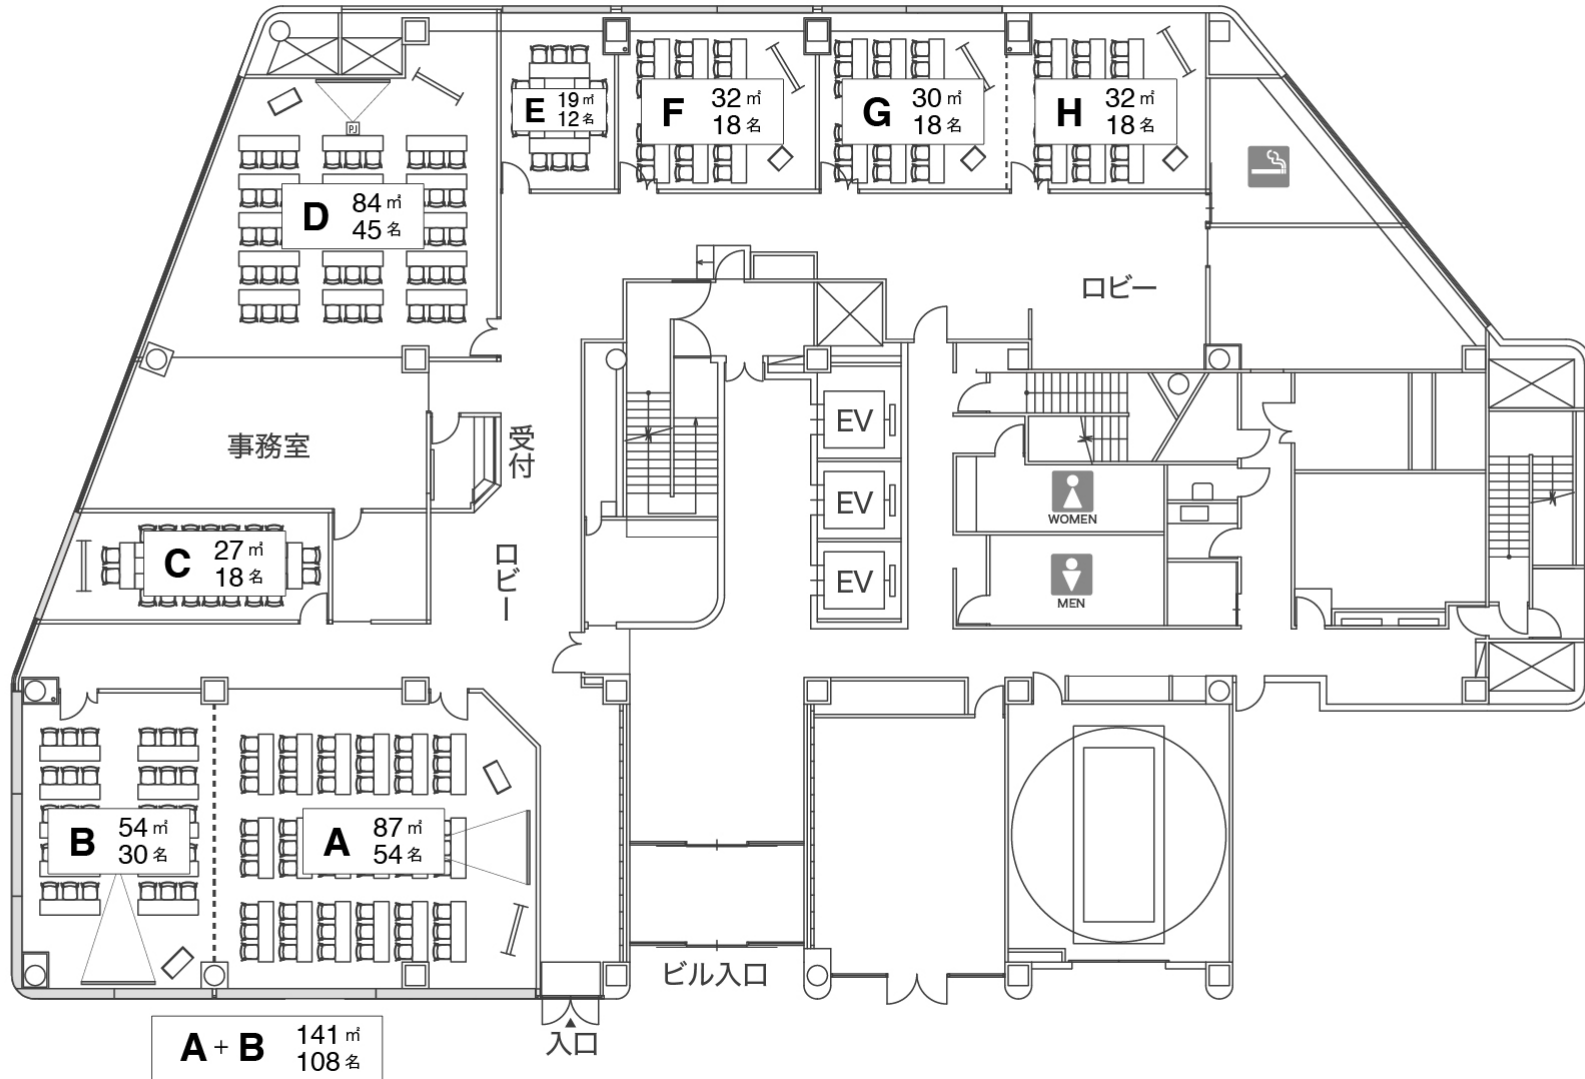 E 19㎡
12名
F 32㎡
18名
G 30㎡
18名
H 32㎡
18名
PJ
D 84㎡
45名
ロビー
事務室
受付
EV
EV
EV
WOMEN
MEN
C 27㎡
18名
ロビー
B 54㎡
30名
A 87㎡
54名
ビル入口
入口
A + B 141㎡
108名